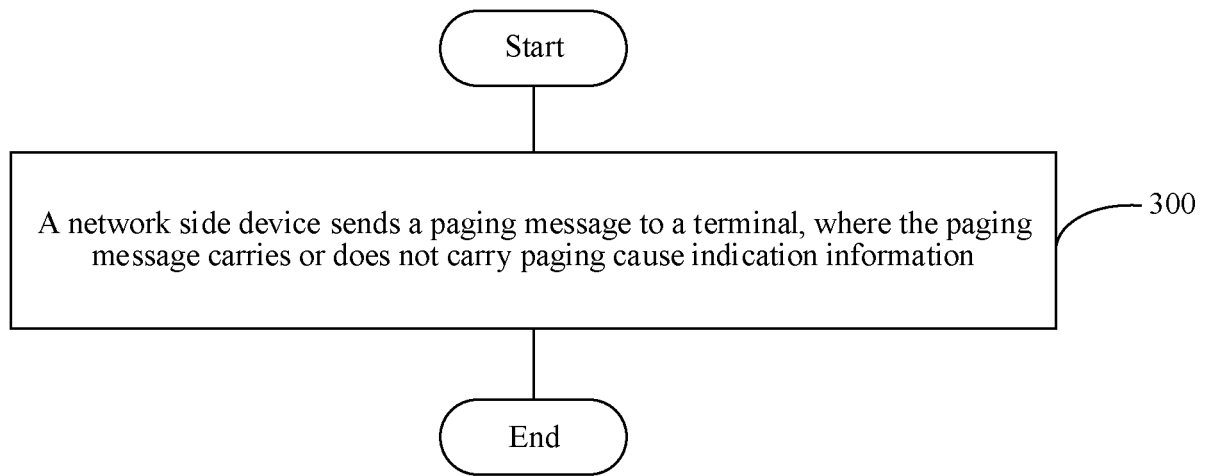 Start
A network side device sends a paging message to a terminal, where the paging
message carries or does not carry paging cause indication information
300
End